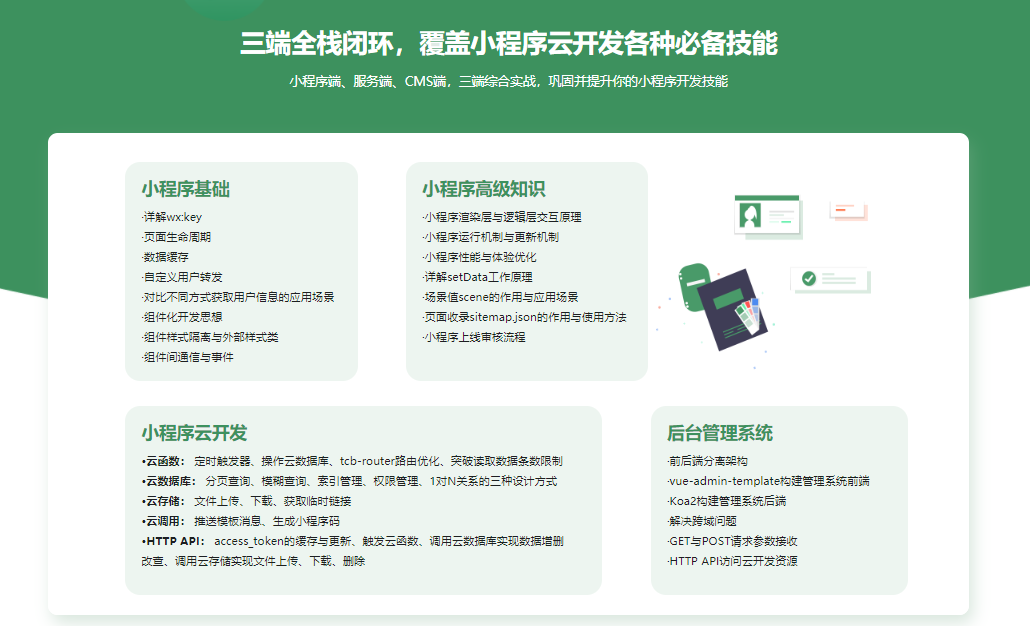 三端全栈闭环，覆盖小程序云开发各种必备技能
小程序端、服务端、CMS端，三端综合实战，巩固并提升你的小程序开发技能
小程序基础
·详解wx:key
·页面生命周期
·数据缓存
·自定义用户转发
·对比不同方式获取用户信息的应用场景
·组件化开发思想
·组件样式隔离与外部样式类
·组件间通信与事件
小程序高级知识
·小程序渲染层与逻辑层交互原理
·小程序运行机制与更新机制
·小程序性能与体验优化
·详解setData工作原理
·场景值scene的作用与应用场景
·页面收录sitemap.json的作用与使用方法
·小程序上线审核流程
小程序云开发
•云函数： 定时触发器、操作云数据库、tcb-router路由优化、突破读取数据条数限制
•云数据库： 分页查询、模糊查询、索引管理、权限管理、1对N关系的三种设计方式
•云存储： 文件上传、下载、获取临时链接
•云调用： 推送模板消息、生成小程序码
•HTTP API： access_token的缓存与更新、触发云函数、调用云数据库实现数据增删
改查、调用云存储实现文件上传、下载、删除
后台管理系统
·前后端分离架构
·vue-admin-template构建管理系统前端
·Koa2构建管理系统后端
·解决跨域问题
·GET与POST请求参数接收
·HTTP API访问云开发资源